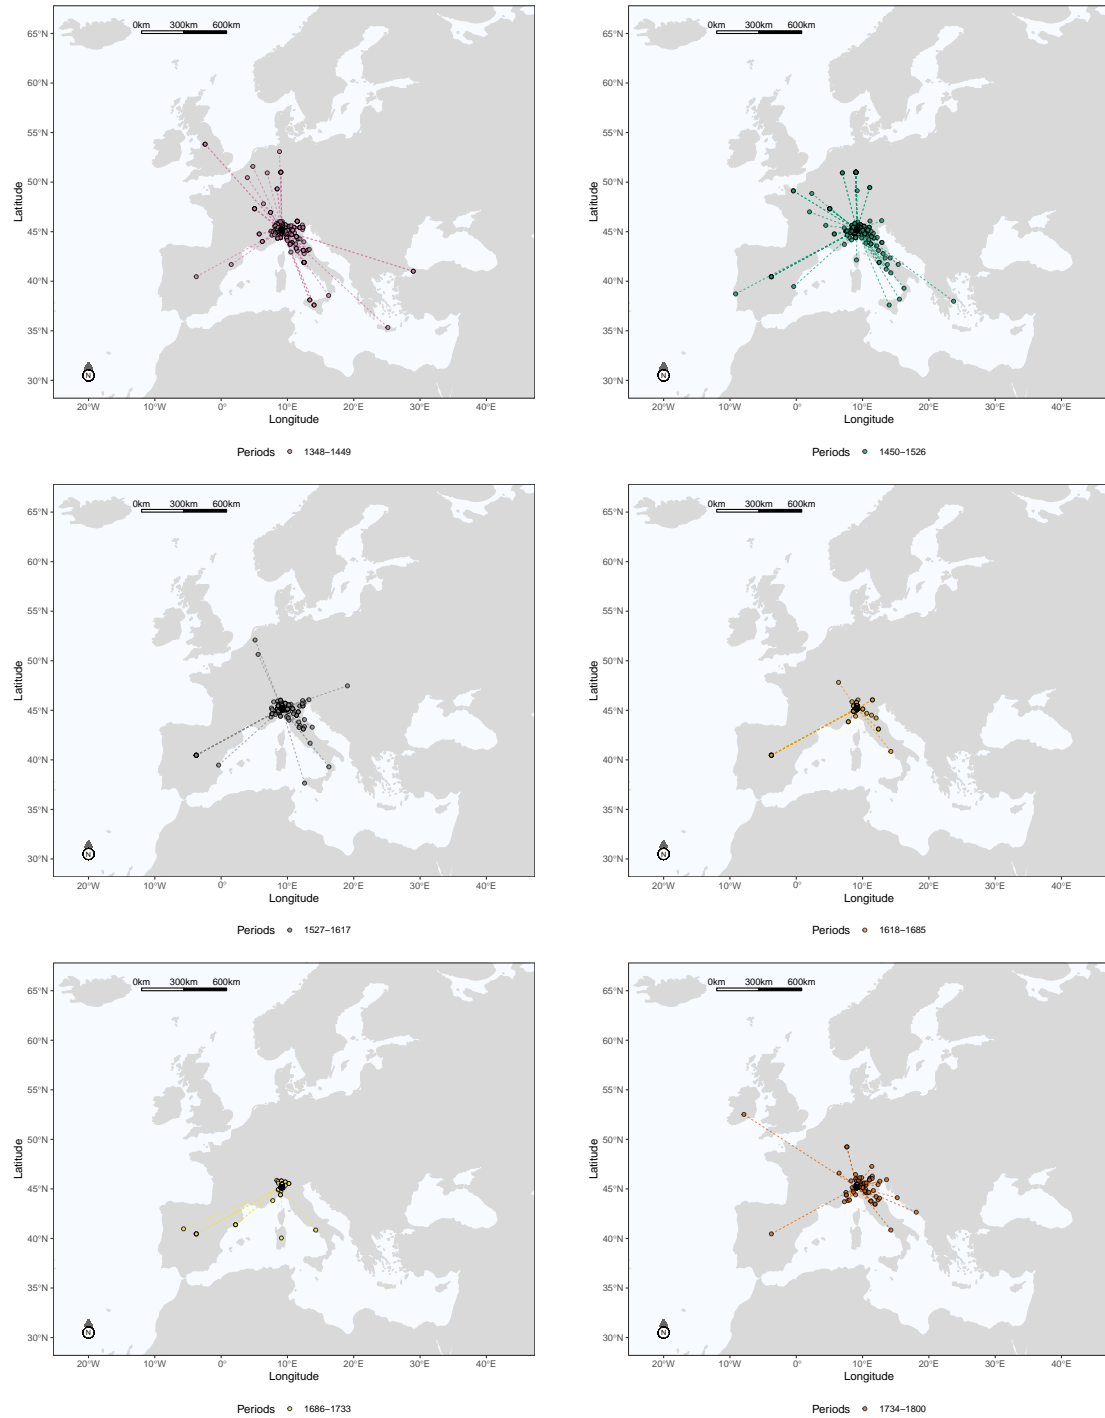 0km 300km 600km
65°N
60°N
55°N
50°N
45°N
40°N
35°N
30°N
Latitude
N
20°W 10°W 0° 10°E 20°E 30°E 40°E
Longitude
Periods 1348–1449
0km 300km 600km
65°N
60°N
55°N
50°N
45°N
40°N
35°N
30°N
Latitude
N
20°W 10°W 0° 10°E 20°E 30°E 40°E
Longitude
Periods 1450–1526
0km 300km 600km
65°N
60°N
55°N
50°N
45°N
40°N
35°N
30°N
Latitude
N
20°W 10°W 0° 10°E 20°E 30°E 40°E
Longitude
Periods 1527–1617
0km 300km 600km
65°N
60°N
55°N
50°N
45°N
40°N
35°N
30°N
Latitude
N
20°W 10°W 0° 10°E 20°E 30°E 40°E
Longitude
Periods 1618–1685
0km 300km 600km
65°N
60°N
55°N
50°N
45°N
40°N
35°N
30°N
Latitude
N
20°W 10°W 0° 10°E 20°E 30°E 40°E
Longitude
Periods 1686–1733
0km 300km 600km
65°N
60°N
55°N
50°N
45°N
40°N
35°N
30°N
Latitude
N
20°W 10°W 0° 10°E 20°E 30°E 40°E
Longitude
Periods 1734–1800